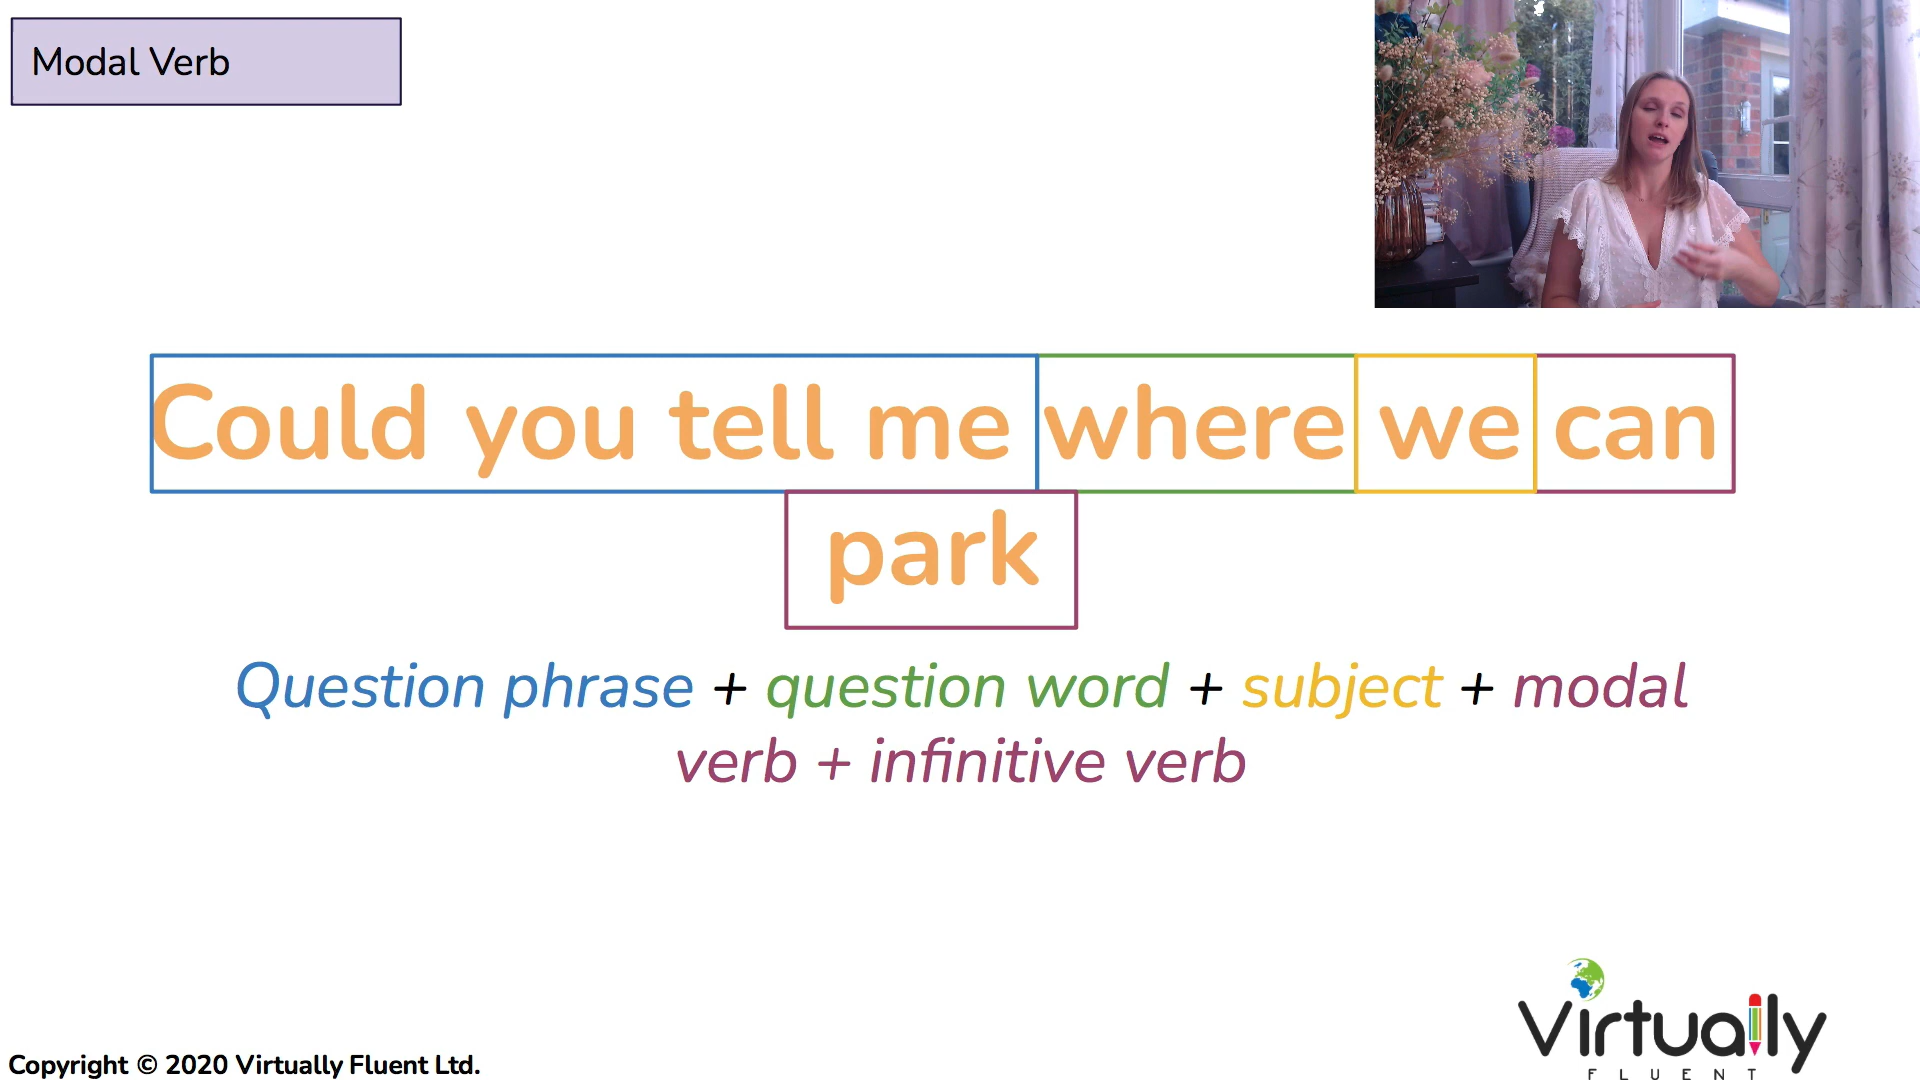 Modal Verb
Could you tell me where we can
park
Question phrase + question word + subject + modal
verb + infinitive verb
Virtually
FLUENT
Copyright © 2020 Virtually Fluent Ltd.